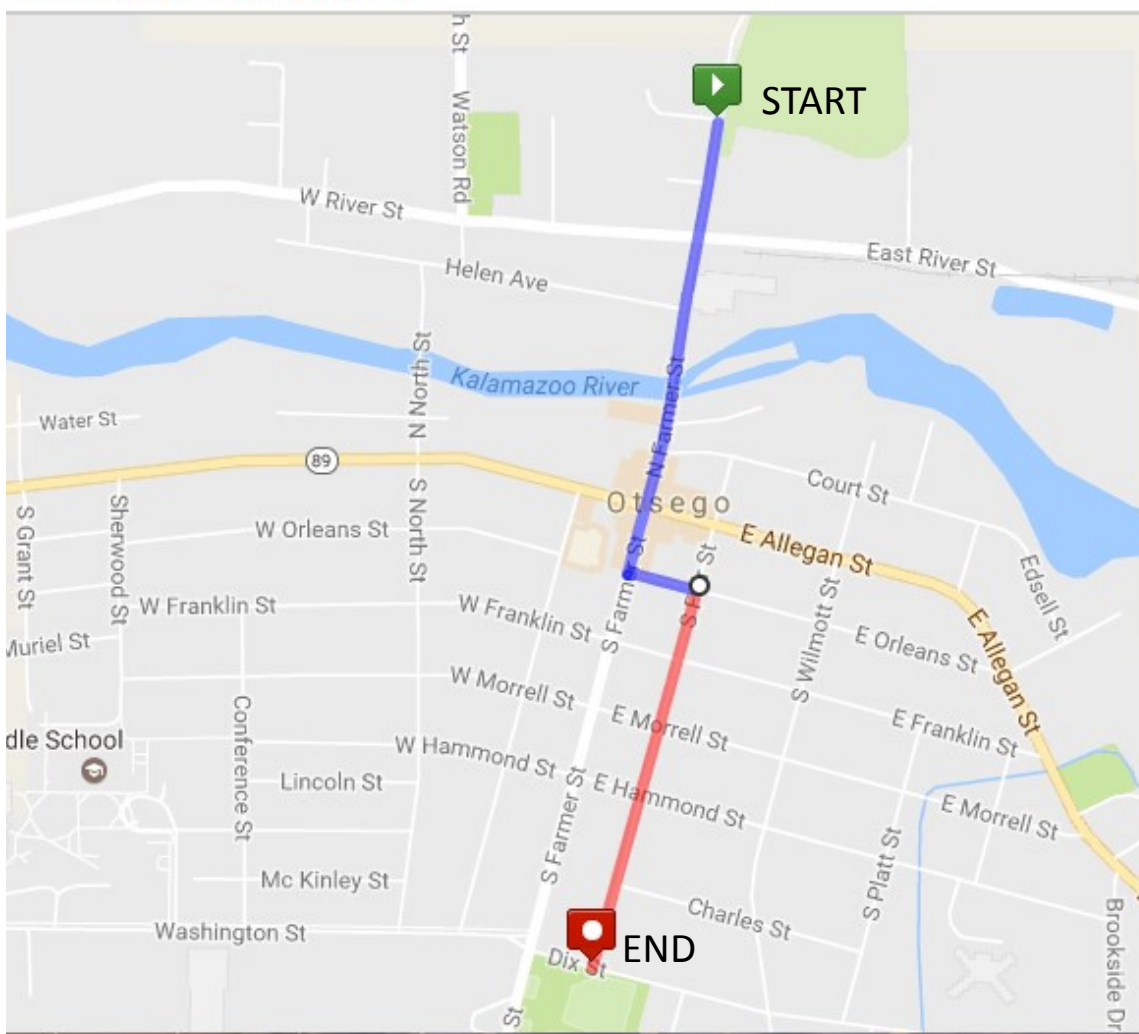 h St
Watson Rd
START
W River St
East River St
Helen Ave
Kalamazoo River
N North St
N Farmer St
Water St
89
Otsego
Court St
S Grant St
Sherwood St
W Orleans St
S North St
E Allegan St
Edsell St
S Farmer St
St
W Franklin St
W Franklin St
E Orleans St
Muriel St
S Wilmott St
E Allegan St
W Morrell St
E Morrell St
E Franklin St
dle School
Conference St
W Hammond St
E Hammond St
Lincoln St
S Farmer St
E Morrell St
S Platt St
Mc Kinley St
Charles St
Brookside Dr
Washington St
END
Dix St
St